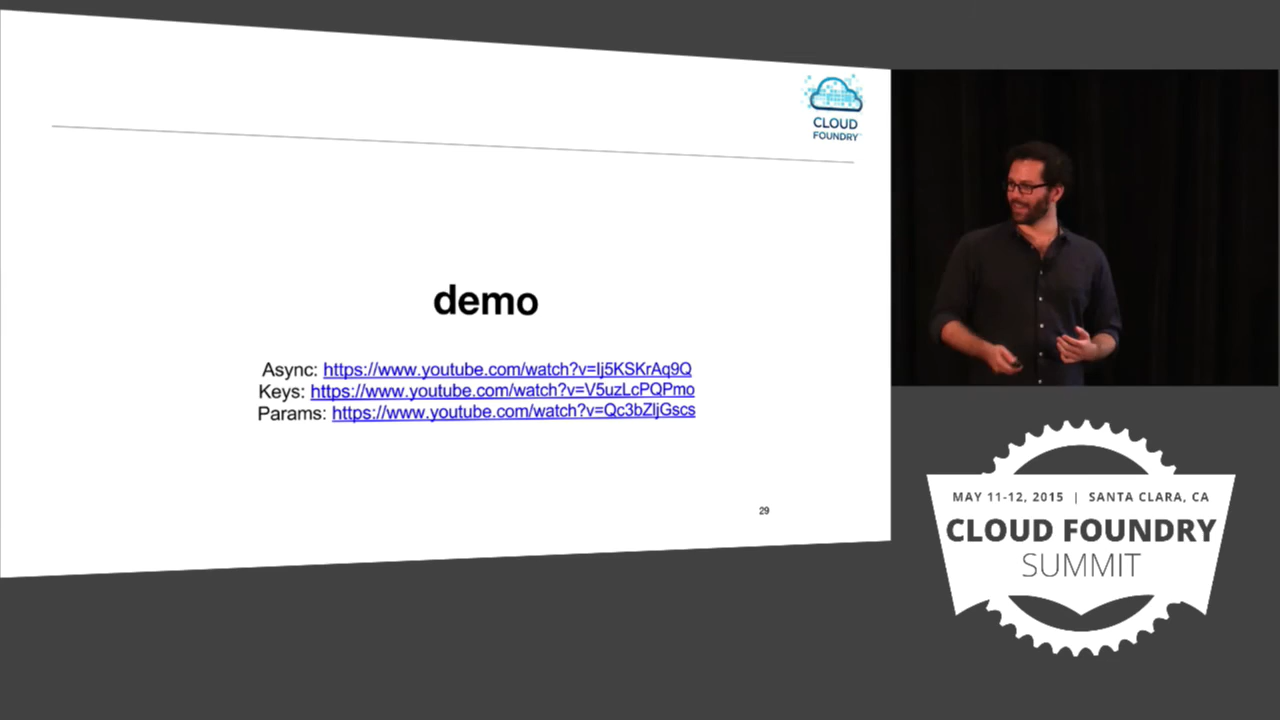 CLOUD
FOUNDRY
demo
Async: https://www.youtube.com/watch?v=Ij5KSKrAq9Q
Keys: https://www.youtube.com/watch?v=V5uzLcPQPmo
Params: https://www.youtube.com/watch?v=Qc3bZIjGscs
29
MAY 11-12, 2015 | SANTA CLARA, CA
CLOUD FOUNDRY
SUMMIT